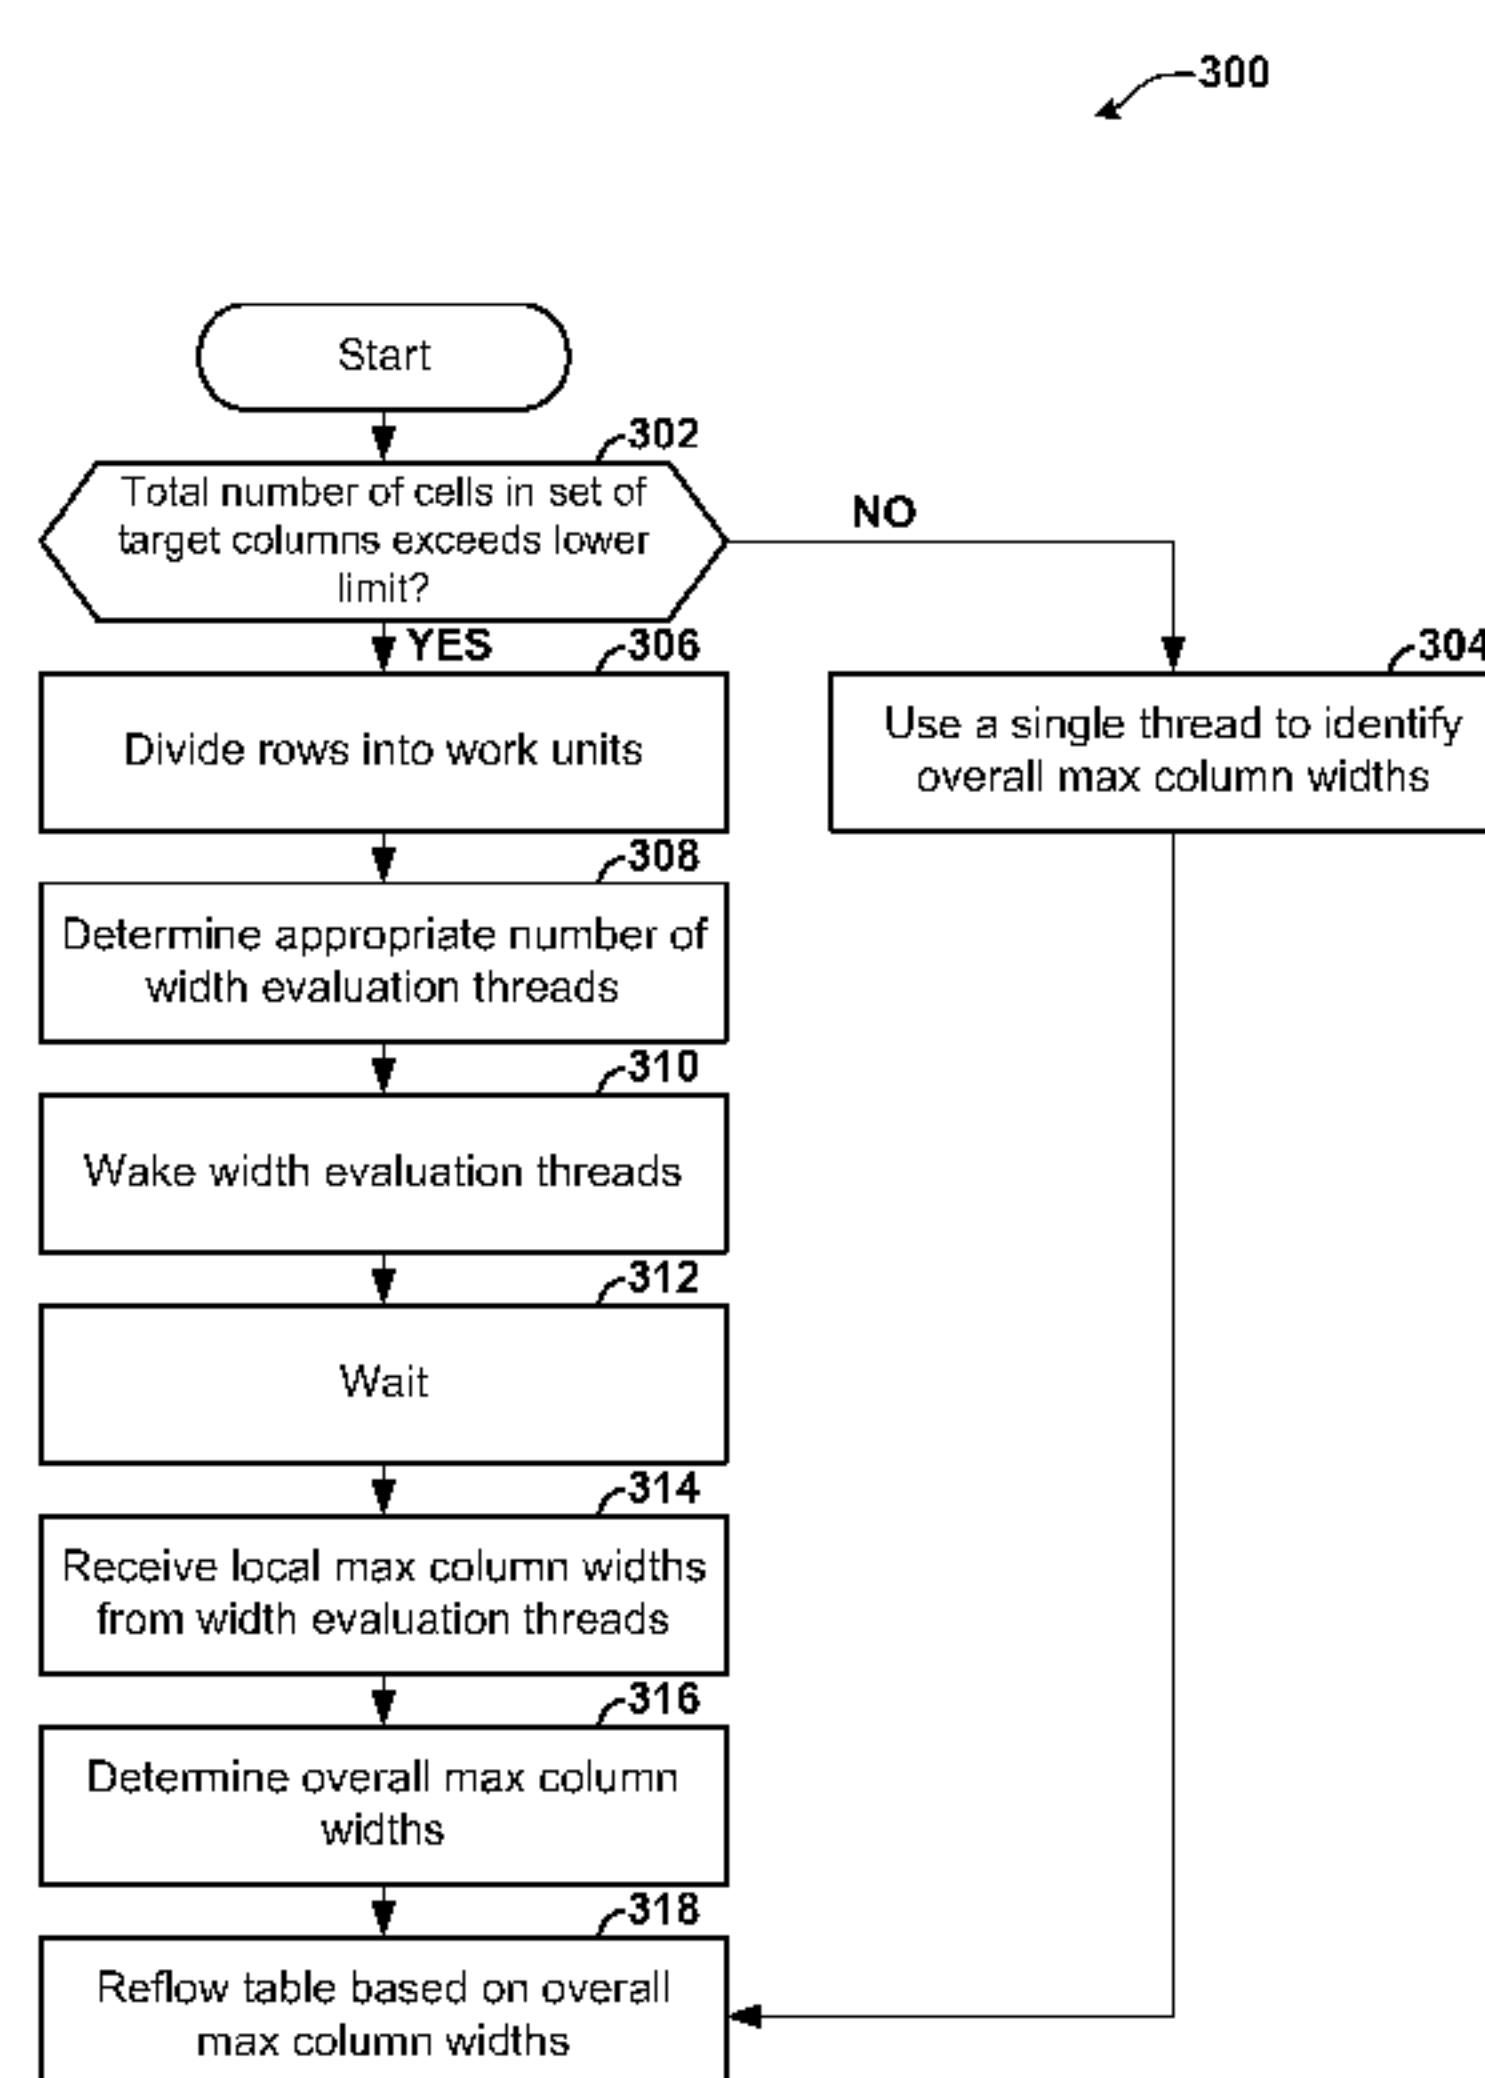 300
Start
302
Total number of cells in set of
target columns exceeds lower
limit?
NO
YES
306
Divide rows into work units
304
Use a single thread to identify
overall max column widths
308
Determine appropriate number of
width evaluation threads
310
Wake width evaluation threads
312
Wait
314
Receive local max column widths
from width evaluation threads
316
Determine overall max column
widths
318
Reflow table based on overall
max column widths